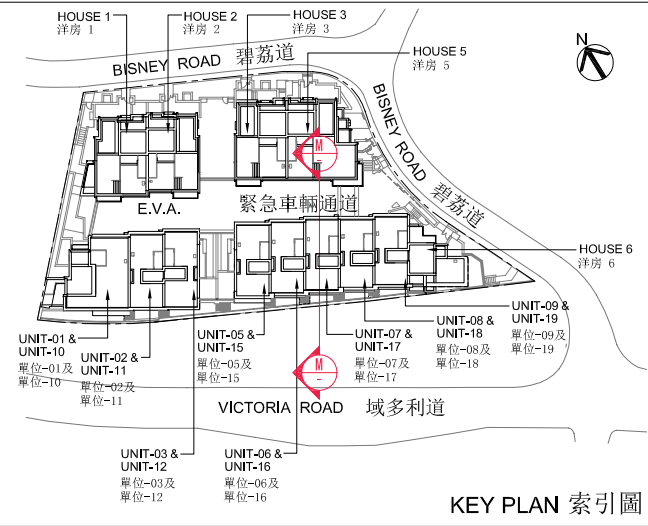 HOUSE 1
洋房 1
HOUSE 2
洋房 2
HOUSE 3
洋房 3
HOUSE 5
洋房 5
N
BISNEY ROAD 碧荔道
BISNEY ROAD 碧荔道
M
-
E.V.A.
緊急車輛通道
HOUSE 6
洋房 6
UNIT-01 &
UNIT-10
單位-01及
單位-10
UNIT-02 &
UNIT-11
單位-02及
單位-11
UNIT-05 &
UNIT-15
單位-05及
單位-15
UNIT-07 &
UNIT-17
單位-07及
單位-17
UNIT-08 &
UNIT-18
單位-08及
單位-18
UNIT-09 &
UNIT-19
單位-09及
單位-19
M
-
VICTORIA ROAD 域多利道
UNIT-03 &
UNIT-12
單位-03及
單位-12
UNIT-06 &
UNIT-16
單位-06及
單位-16
KEY PLAN 索引圖